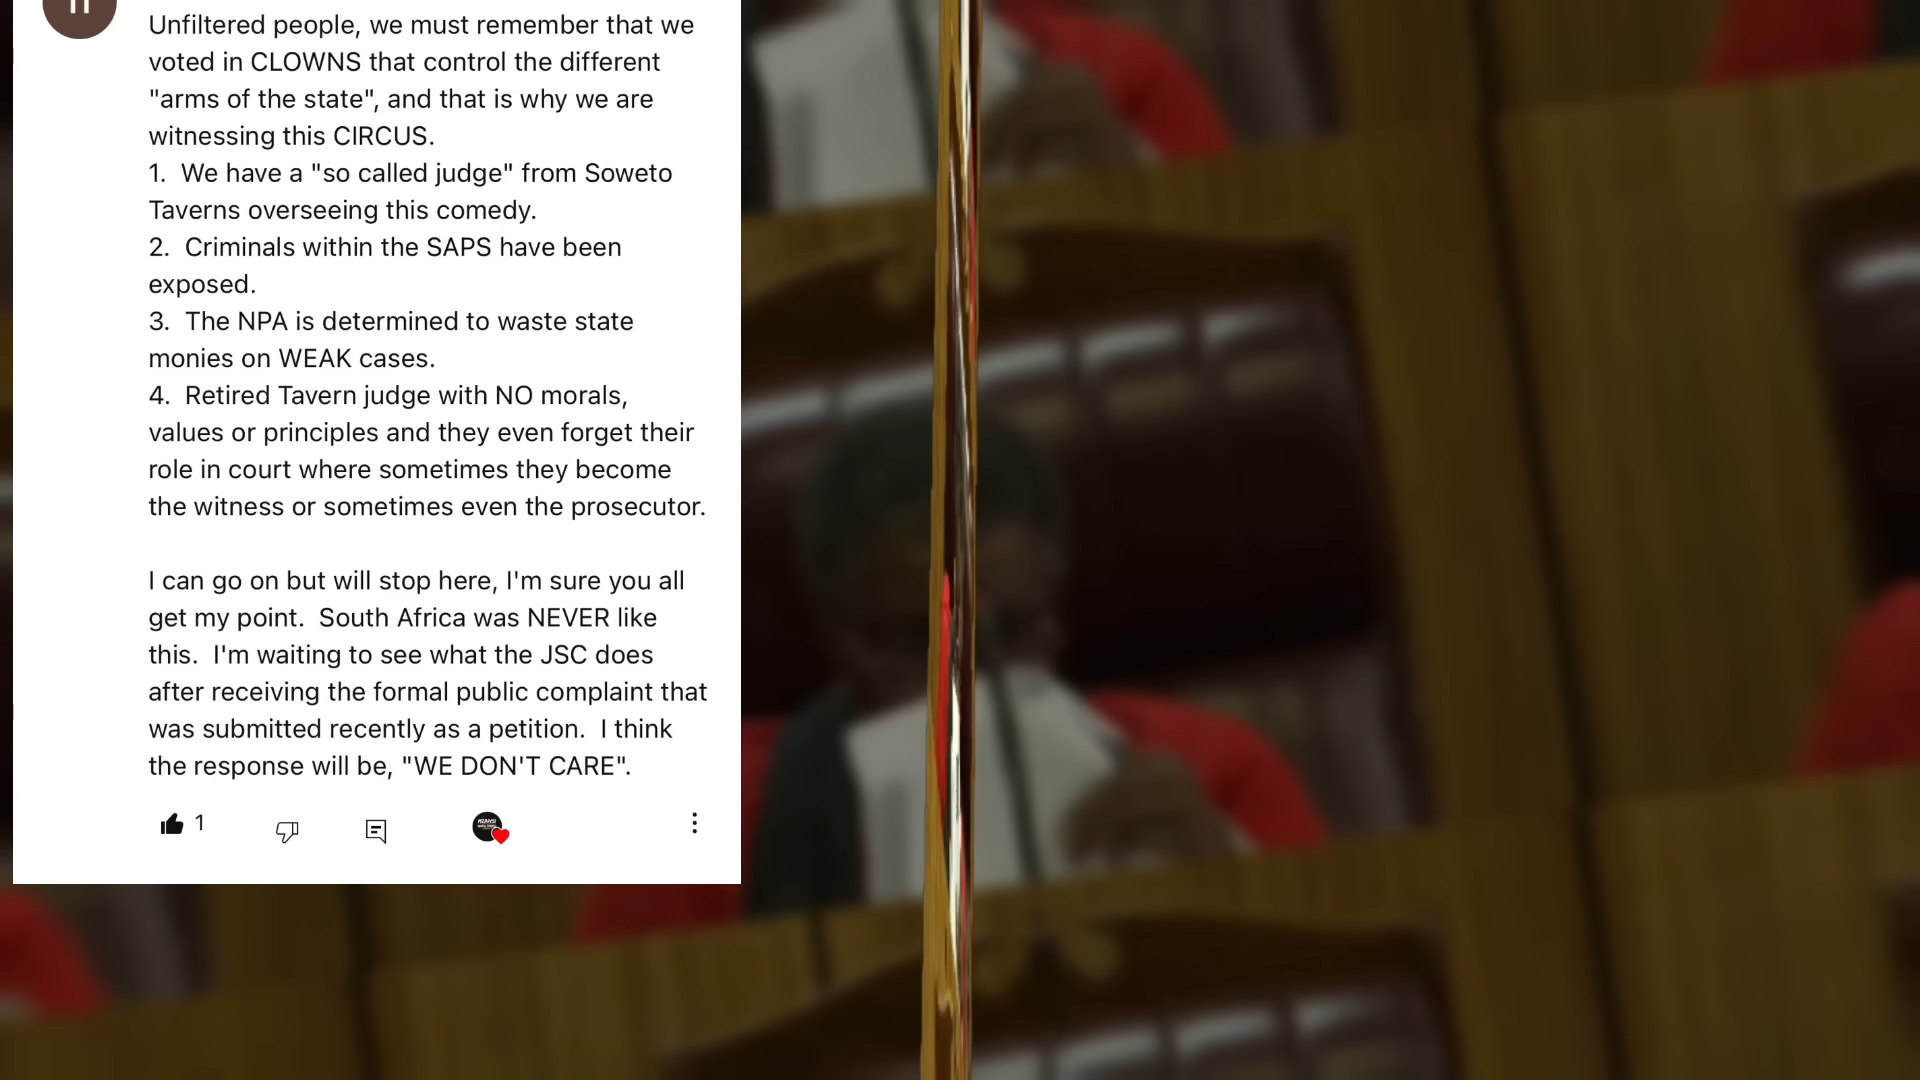 Unfiltered people, we must remember that we
voted in CLOWNS that control the different
"arms of the state", and that is why we are
witnessing this CIRCUS.
1.  We have a "so called judge" from Soweto
Taverns overseeing this comedy.
2.  Criminals within the SAPS have been
exposed.
3.  The NPA is determined to waste state
monies on WEAK cases.
4.  Retired Tavern judge with NO morals,
values or principles and they even forget their
role in court where sometimes they become
the witness or sometimes even the prosecutor.
I can go on but will stop here, I'm sure you all
get my point.  South Africa was NEVER like
this.  I'm waiting to see what the JSC does
after receiving the formal public complaint that
was submitted recently as a petition.  I think
the response will be, "WE DON'T CARE".
1